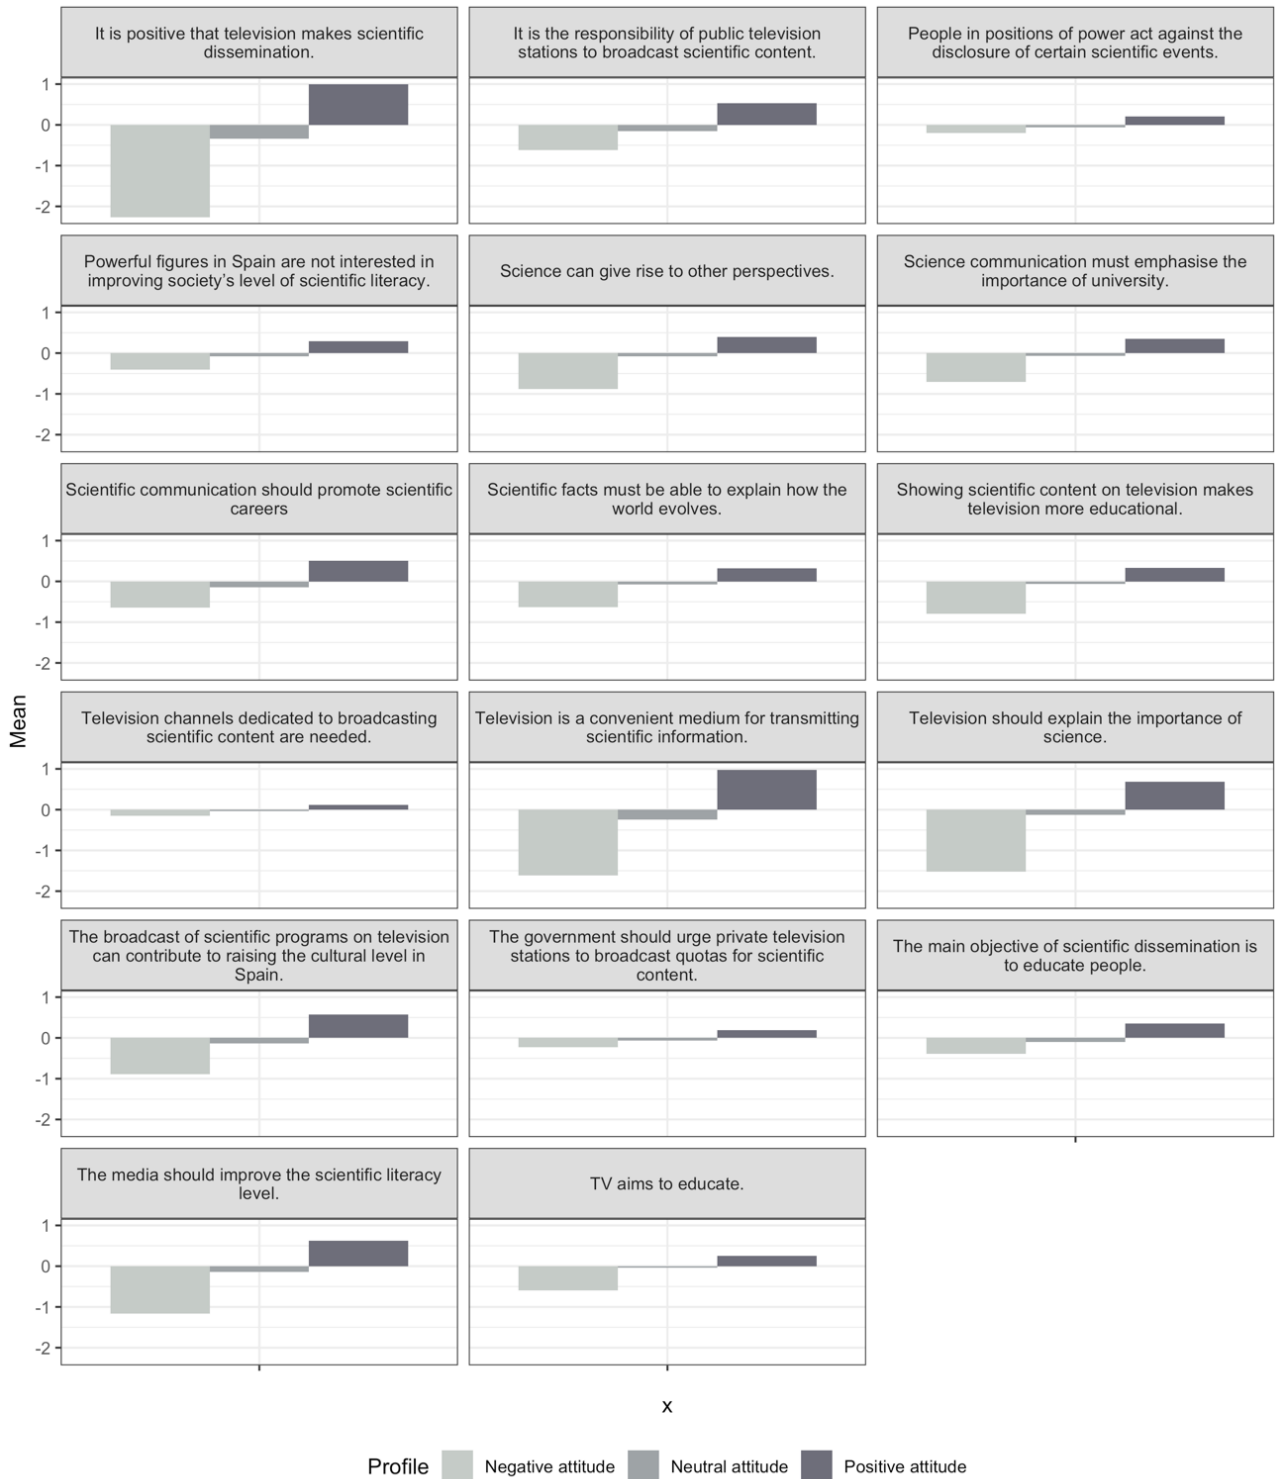 It is positive that television makes scientific
dissemination.
It is the responsibility of public television
stations to broadcast scientific content.
People in positions of power act against the
disclosure of certain scientific events.
1
0
-1
-2
Powerful figures in Spain are not interested in
improving society’s level of scientific literacy.
Science can give rise to other perspectives.
Science communication must emphasise the
importance of university.
1
0
-1
-2
Scientific communication should promote scientific
careers
Scientific facts must be able to explain how the
world evolves.
Showing scientific content on television makes
television more educational.
1
0
-1
-2
Mean
Television channels dedicated to broadcasting
scientific content are needed.
Television is a convenient medium for transmitting
scientific information.
Television should explain the importance of
science.
1
0
-1
-2
The broadcast of scientific programs on television
can contribute to raising the cultural level in
Spain.
The government should urge private television
stations to broadcast quotas for scientific
content.
The main objective of scientific dissemination is
to educate people.
1
0
-1
-2
The media should improve the scientific literacy
level.
TV aims to educate.
1
0
-1
-2
x
Profile Negative attitude Neutral attitude Positive attitude